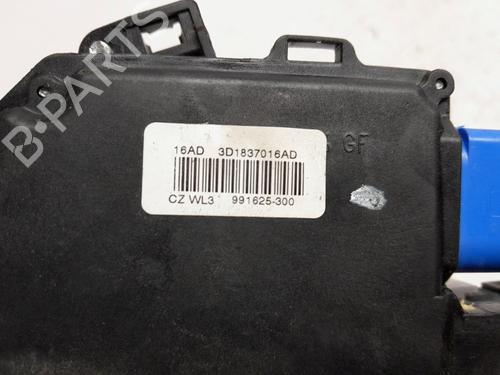 B-PARTS
GF
16AD 3D1837016AD
CZ WL3 991625-300